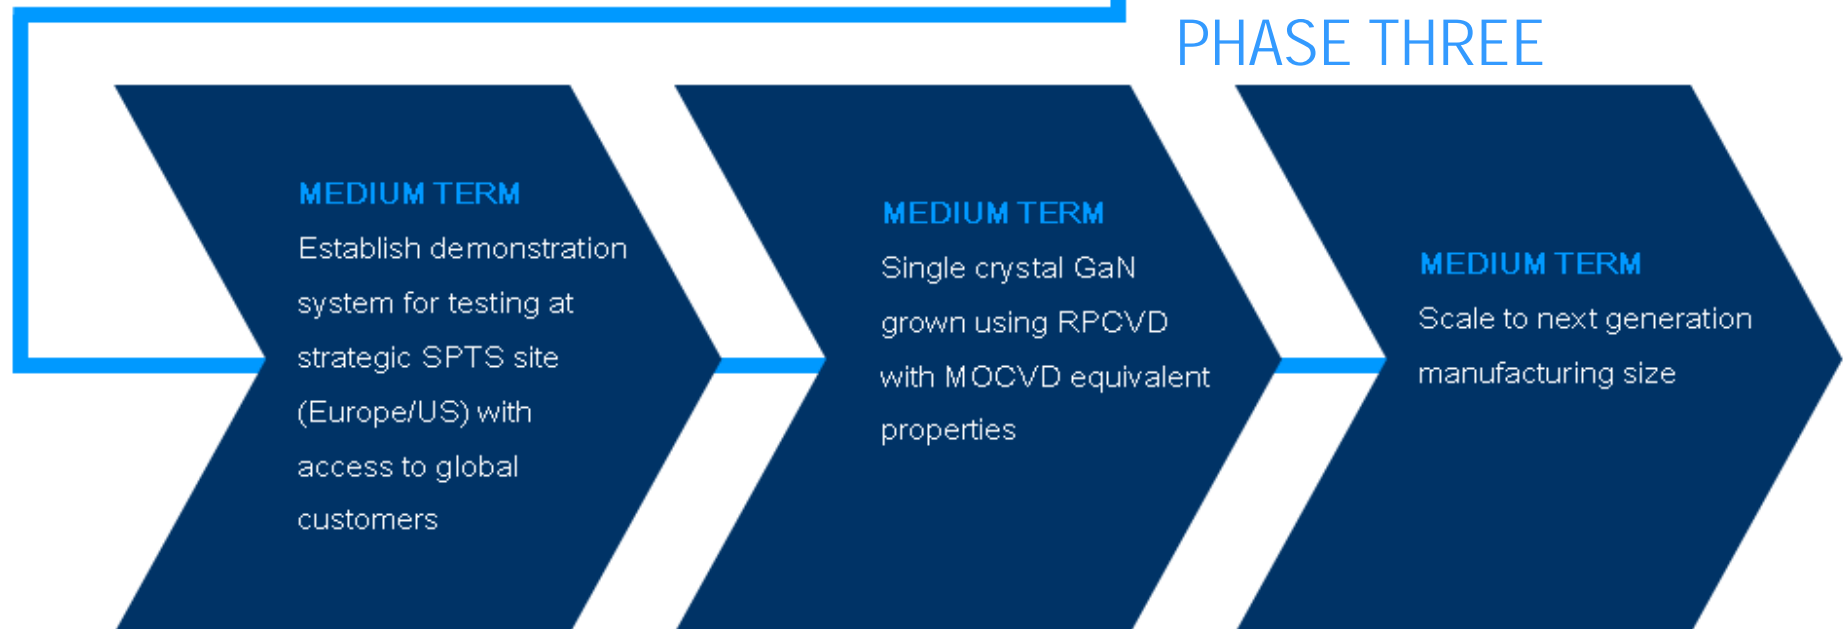 PHASE THREE
MEDIUM TERM
Establish demonstration
system for testing at
strategic SPTS site
(Europe/US) with
access to global
customers
MEDIUM TERM
Single crystal GaN
grown using RPCVD
with MOCVD equivalent
properties
MEDIUM TERM
Scale to next generation
manufacturing size